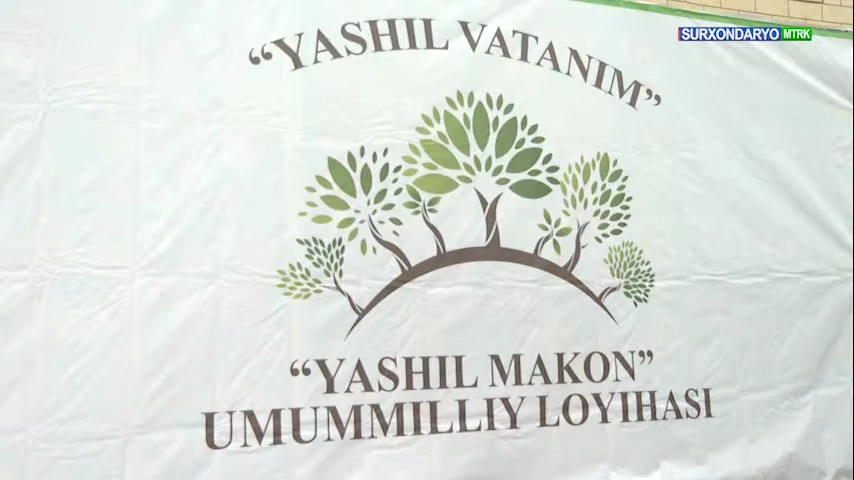 SURXONDARYO MTRK
“YASHIL VATANIM”
“YASHIL MAKON”
UMUMMILLIY LOYIHASI